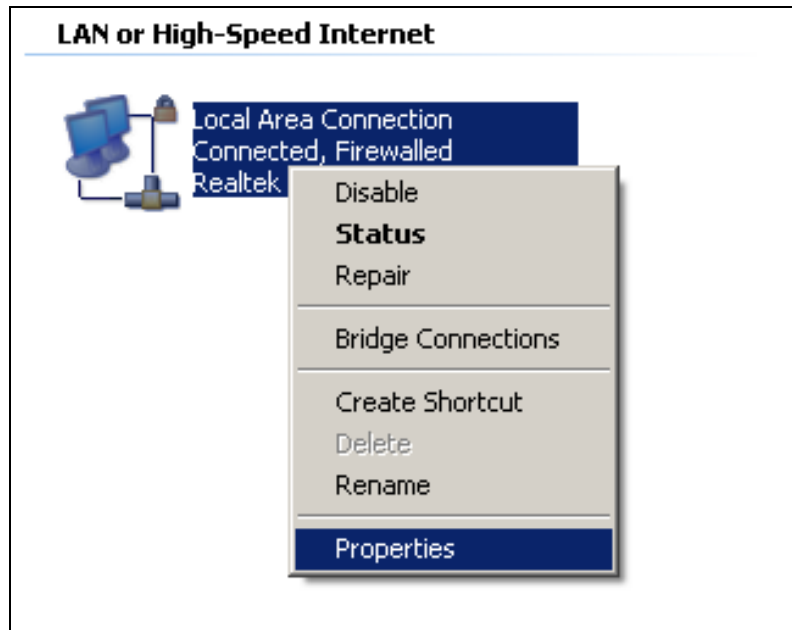 LAN or High-Speed Internet
Local Area Connection
Connected, Firewalled
Realtek
Disable
Status
Repair
Bridge Connections
Create Shortcut
Delete
Rename
Properties